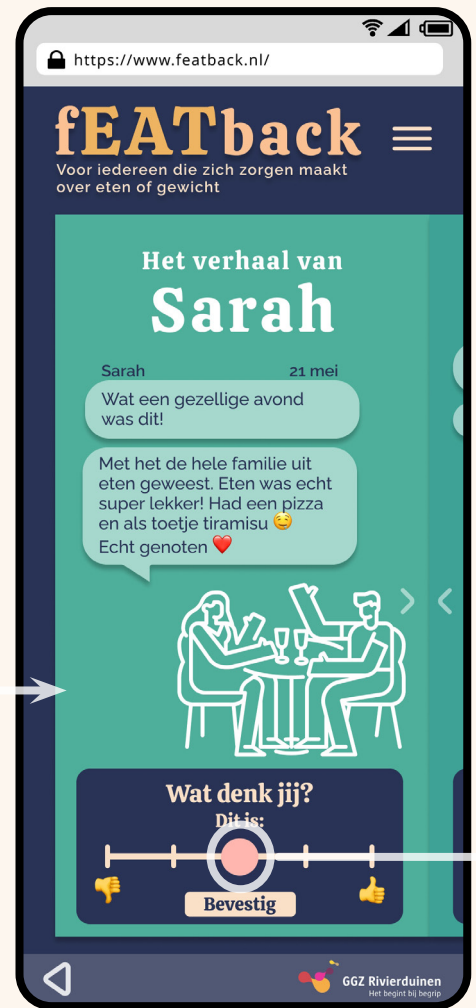 https://www.featback.nl/
fEATback
Voor iedereen die zich zorgen maakt
over eten of gewicht
Het verhaal van
Sarah
Sarah 21 mei
Wat een gezellige avond
was dit!
Met het de hele familie uit
eten geweest. Eten was echt
super lekker! Had een pizza
en als toetje tiramisu 🤤
Echt genoten ❤️
Wat denk jij?
Dit is:
👎 👍
Bevestig
GGZ Rivierduinen
Het begint bij begrip